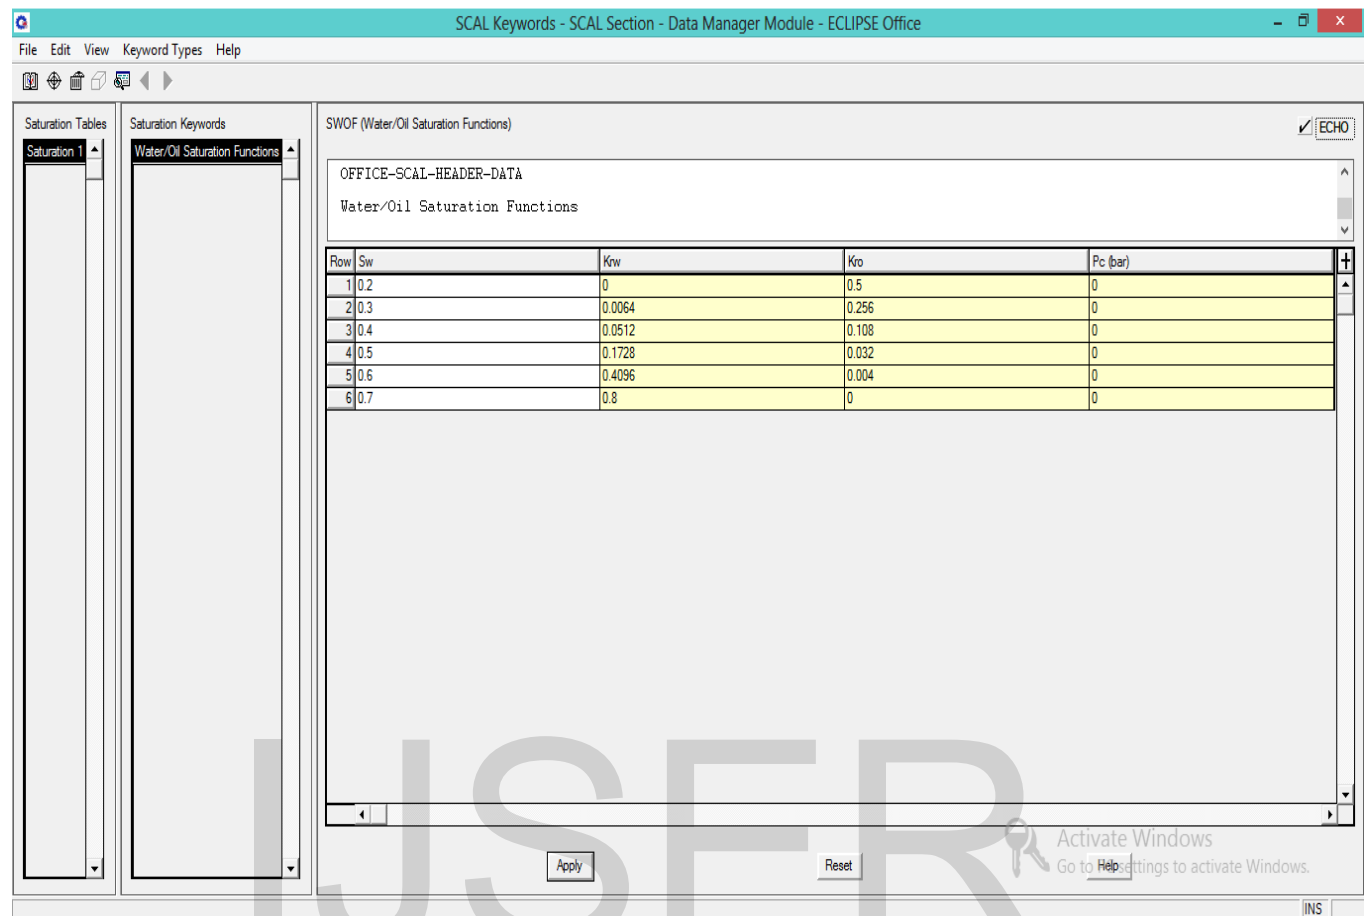 SCAL Keywords - SCAL Section - Data Manager Module - ECLIPSE Office
File Edit View Keyword Types Help
Saturation Tables
Saturation 1
Saturation Keywords
Water/Oil Saturation Functions
SWOF (Water/Oil Saturation Functions)
ECHO
OFFICE-SCAL-HEADER-DATA
Water/Oil Saturation Functions
Row Sw Krw Kro Pc (bar)
1 0.2 0 0.5 0
2 0.3 0.0064 0.256 0
3 0.4 0.0512 0.108 0
4 0.5 0.1728 0.032 0
5 0.6 0.4096 0.004 0
6 0.7 0.8 0 0
Apply Reset Help
Activate Windows
Go to settings to activate Windows.
INS
IJSER